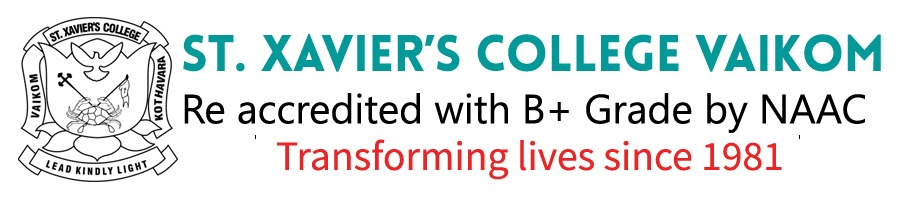 ST. XAVIER'S COLLEGE
VAIKOM
KOTHAVARA
LEAD KINDLY LIGHT
ST. XAVIER’S COLLEGE VAIKOM
Re accredited with B+ Grade by NAAC
Transforming lives since 1981